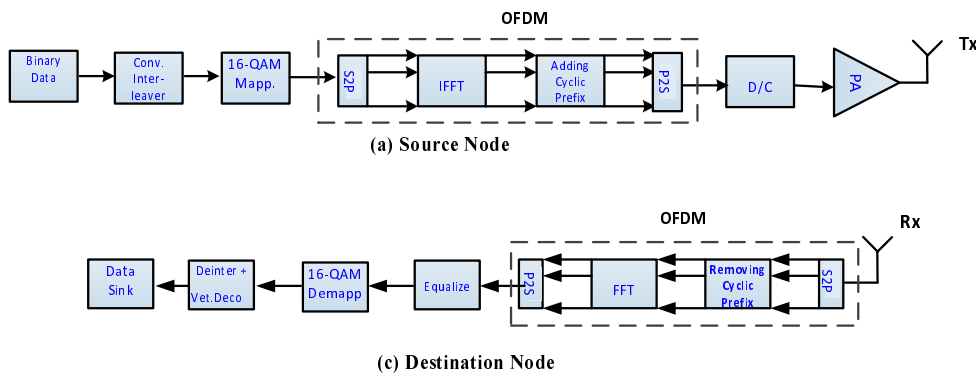 OFDM
Tx
Binary
Data
Conv.
Inter-
leaver
16-QAM
Mapp.
S2P
IFFT
Adding
Cyclic
Prefix
P2S
D/C
PA
(a) Source Node
OFDM
Rx
Data
Sink
Deinter +
Vet.Deco
16-QAM
Demapp
Equalize
P2S
FFT
Removing
Cyclic
Prefix
S2P
(c) Destination Node